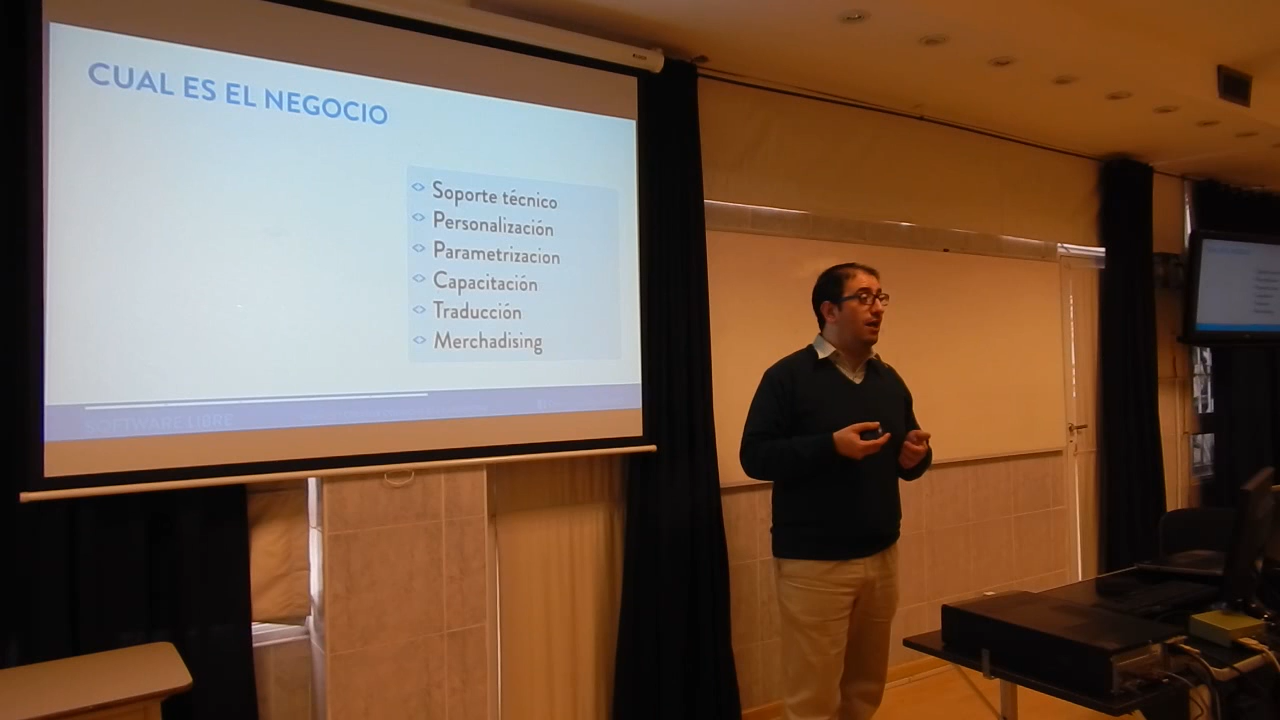 CUAL ES EL NEGOCIO
Soporte técnico
Personalización
Parametrizacion
Capacitación
Traducción
Merchadising
SOFTWARE LIBRE